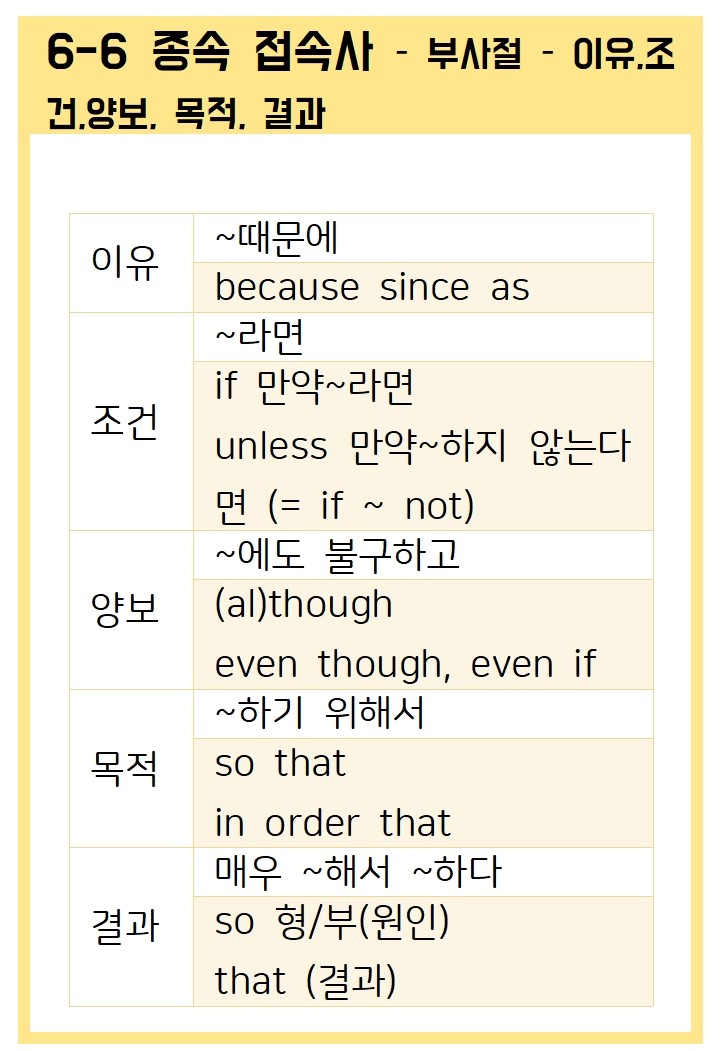 6-6 종속 접속사 - 부사절 - 이유,조
건,양보, 목적, 결과
이유
~때문에
because since as
조건
~라면
if 만약~라면
unless 만약~하지 않는다
면 (= if ~ not)
양보
~에도 불구하고
(al)though
even though, even if
목적
~하기 위해서
so that
in order that
결과
매우 ~해서 ~하다
so 형/부(원인)
that (결과)